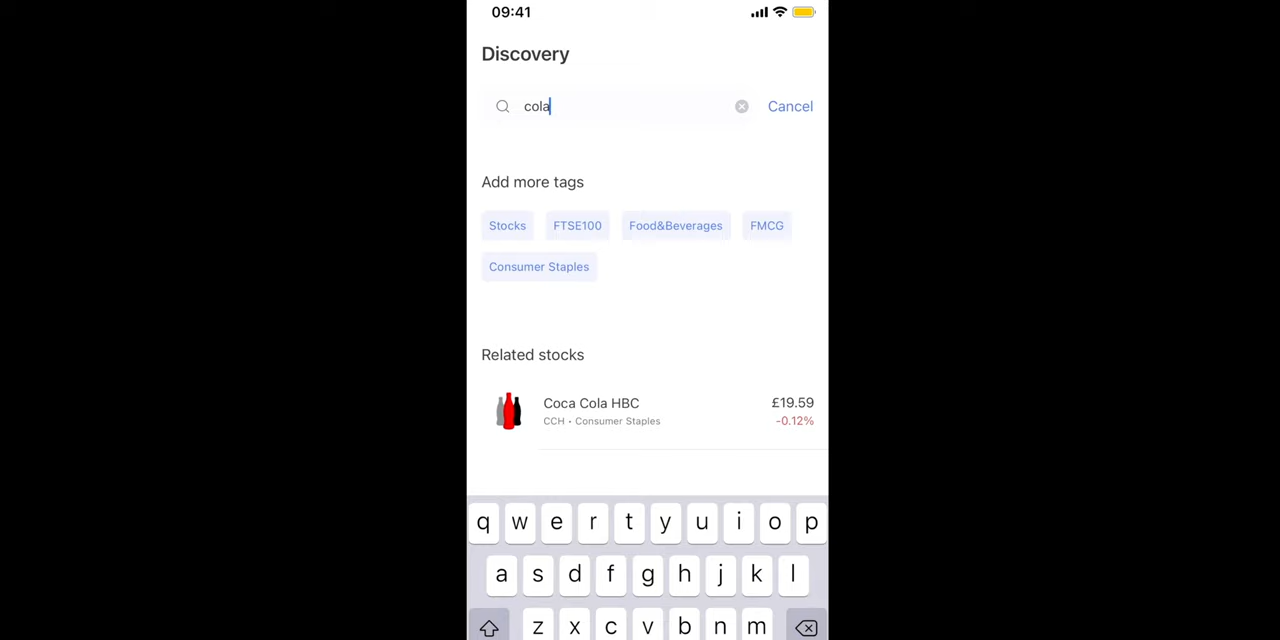 09:41
Discovery
cola
Cancel
Add more tags
Stocks FTSE100 Food&Beverages FMCG
Consumer Staples
Related stocks
Coca Cola HBC £19.59
CCH • Consumer Staples -0.12%
q w e r t y u i o p
a s d f g h j k l
z x c v b n m